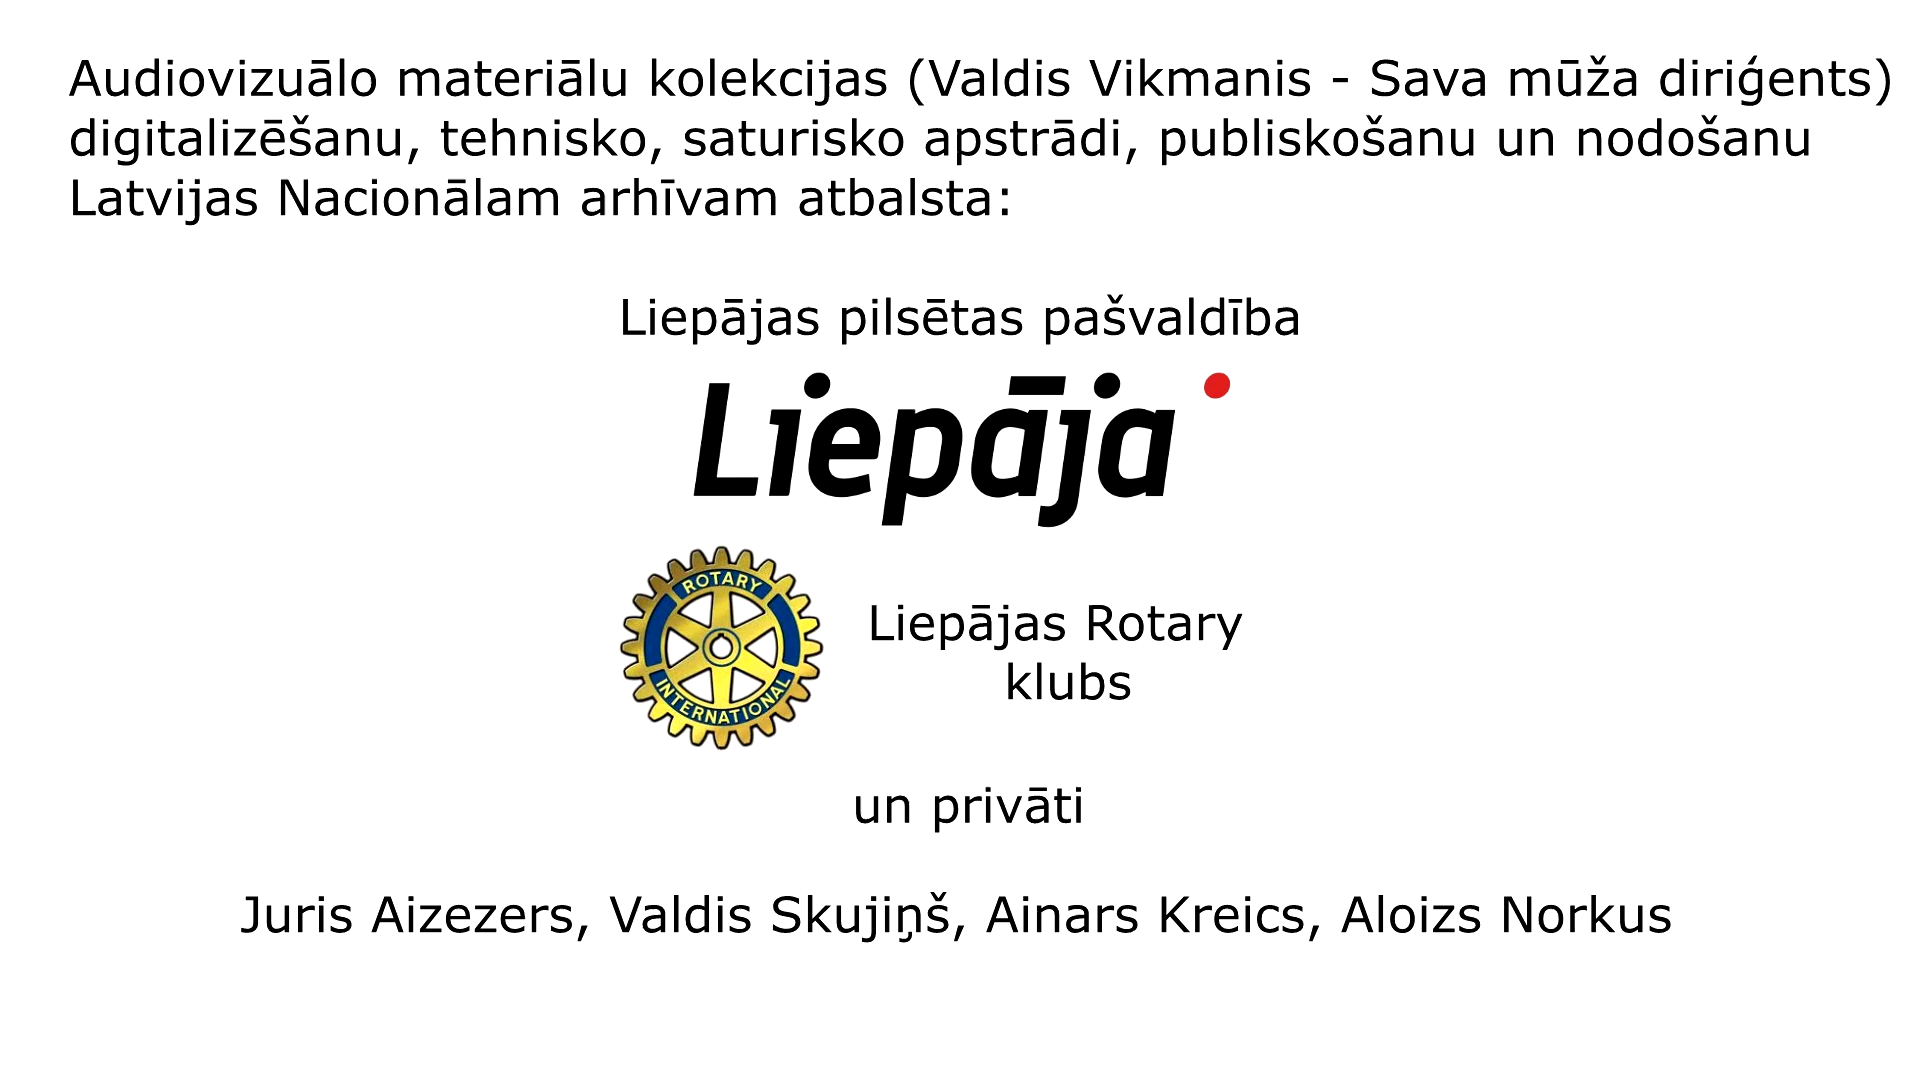 Audiovizuālo materiālu kolekcijas (Valdis Vikmanis - Sava mūža diriģents)
digitalizēšanu, tehnisko, saturisko apstrādi, publiskošanu un nodošanu
Latvijas Nacionālam arhīvam atbalsta:
Liepājas pilsētas pašvaldība
Liepāja
ROTARY
INTERNATIONAL
Liepājas Rotary
klubs
un privāti
Juris Aizezers, Valdis Skujiņš, Ainars Kreics, Aloizs Norkus